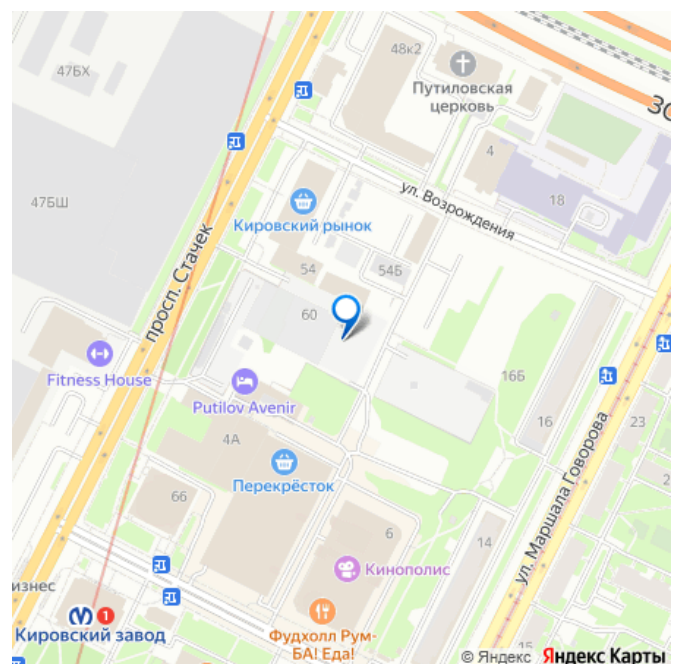 47БХ
48к2
Путиловская
церковь
4
18
47БШ
ул. Возрождения
Кировский рынок
просп. Стачек
54
54Б
60
Fitness House
Putilov Avenir
16Б
16
23
4А
Перекрёсток
ул. Маршала Говорова
66
6
14
Кинополис
изнес
1
Кировский завод
Фудхолл Рум-
БА! Еда!
© Яндекс Яндекс Карты